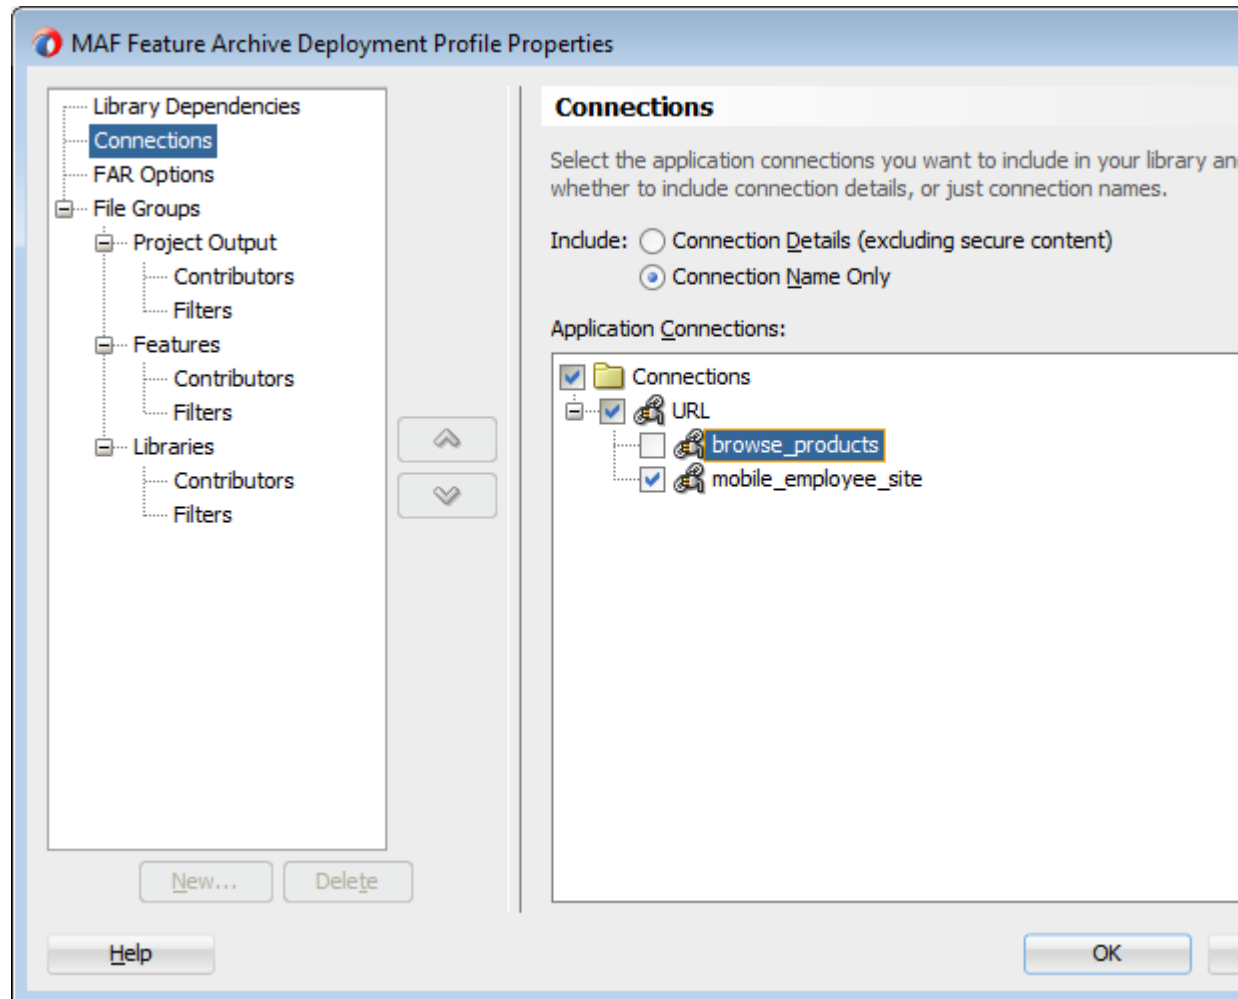 MAF Feature Archive Deployment Profile Properties
Library Dependencies
Connections
FAR Options
File Groups
Project Output
Contributors
Filters
Features
Contributors
Filters
Libraries
Contributors
Filters
New...
Delete
Connections
Select the application connections you want to include in your library an
whether to include connection details, or just connection names.
Include: Connection Details (excluding secure content)
Connection Name Only
Application Connections:
Connections
URL
browse_products
mobile_employee_site
Help
OK